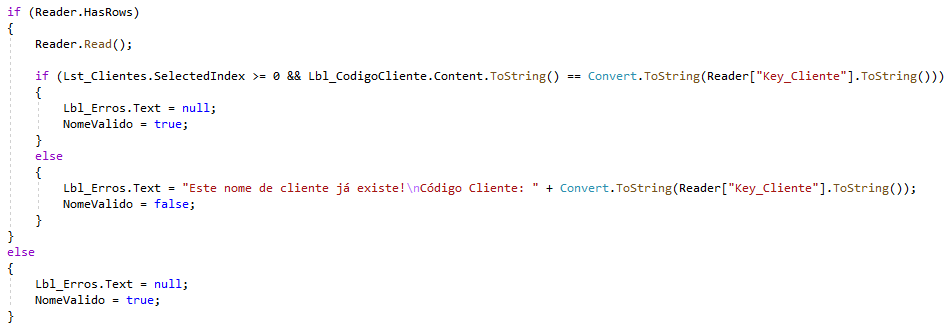 if (Reader.HasRows)
{
    Reader.Read();

    if (Lst_Clientes.SelectedIndex >= 0 && Lbl_CodigoCliente.Content.ToString() == Convert.ToString(Reader["Key_Cliente"].ToString()))
    {
        Lbl_Erros.Text = null;
        NomeValido = true;
    }
    else
    {
        Lbl_Erros.Text = "Este nome de cliente já existe!\nCódigo Cliente: " + Convert.ToString(Reader["Key_Cliente"].ToString());
        NomeValido = false;
    }
}
else
{
    Lbl_Erros.Text = null;
    NomeValido = true;
}